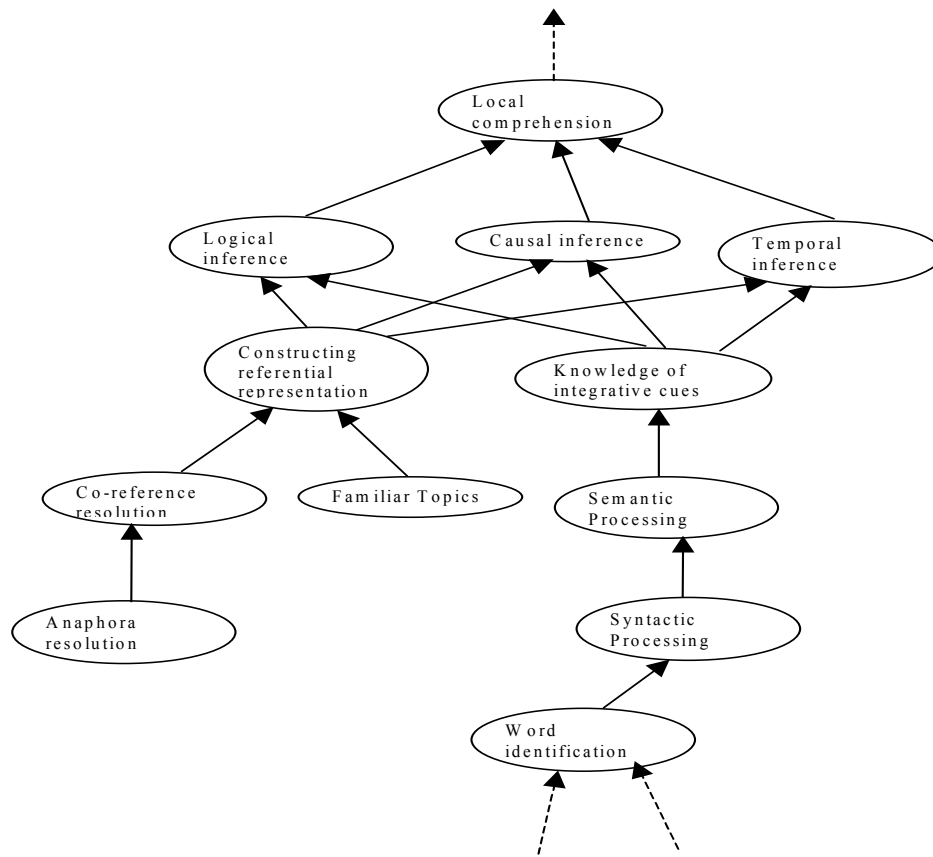 Local
comprehension
Logical
inference
Causal inference
Temporal
inference
Constructing
referential
representation
Knowledge of
integrative cues
Co-reference
resolution
Familiar Topics
Semantic
Processing
Anaphora
resolution
Syntactic
Processing
Word
identification